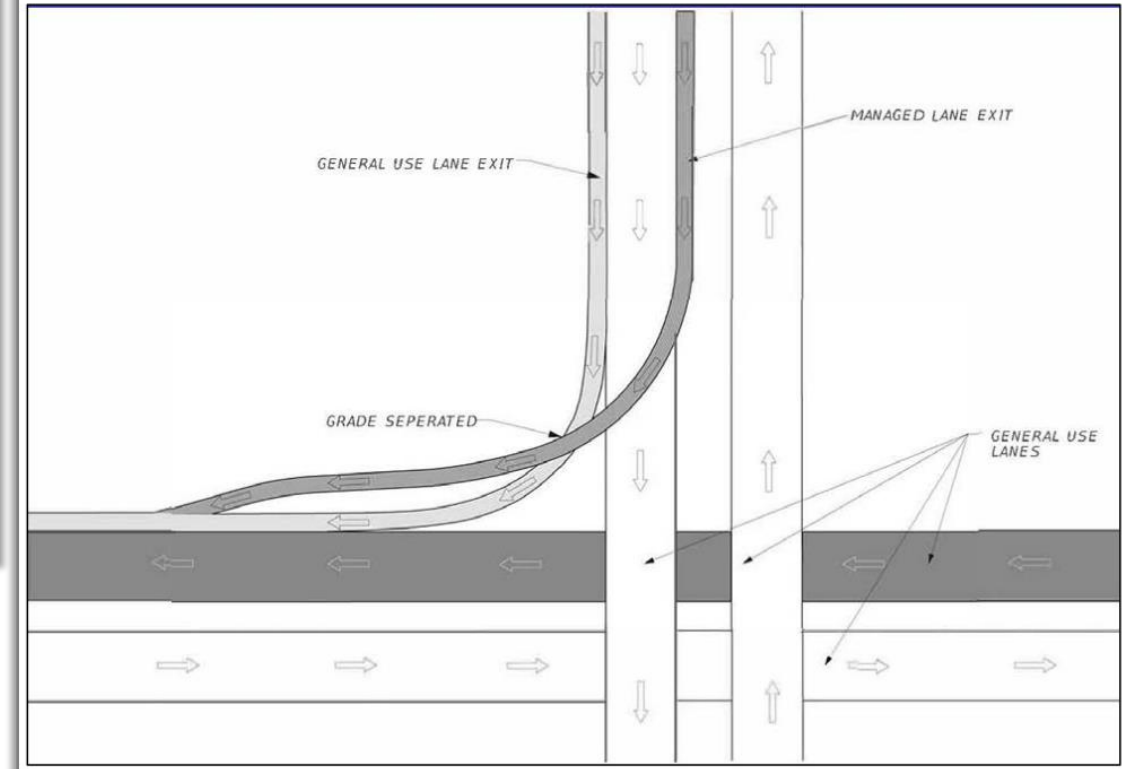 MANAGED LANE EXIT
GENERAL USE LANE EXIT
GRADE SEPERATED
GENERAL USE
LANES